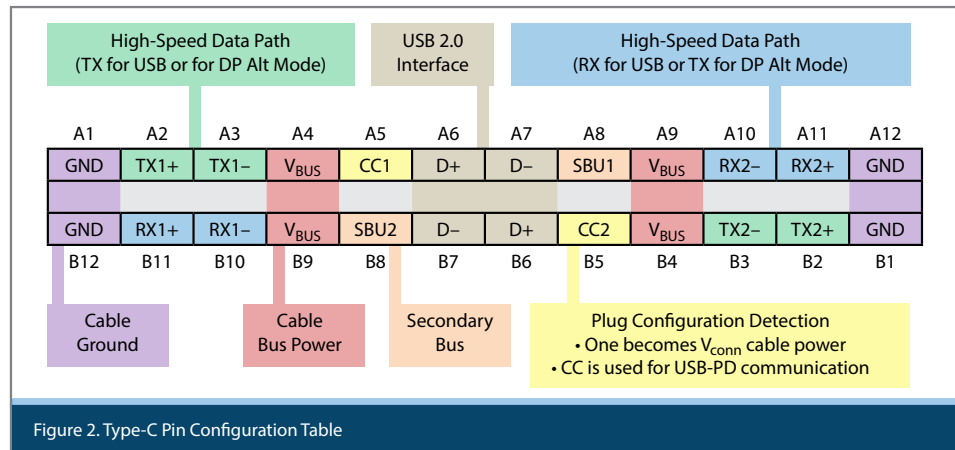 High-Speed Data Path
(TX for USB or for DP Alt Mode)
USB 2.0
Interface
High-Speed Data Path
(RX for USB or TX for DP Alt Mode)
A1 A2 A3 A4 A5 A6 A7 A8 A9 A10 A11 A12
GND TX1+ TX1– VBUS CC1 D+ D– SBU1 VBUS RX2– RX2+ GND
GND RX1+ RX1– VBUS SBU2 D– D+ CC2 VBUS TX2– TX2+ GND
B12 B11 B10 B9 B8 B7 B6 B5 B4 B3 B2 B1
Cable
Ground
Cable
Bus Power
Secondary
Bus
Plug Configuration Detection
• One becomes Vconn cable power
• CC is used for USB-PD communication
Figure 2. Type-C Pin Configuration Table